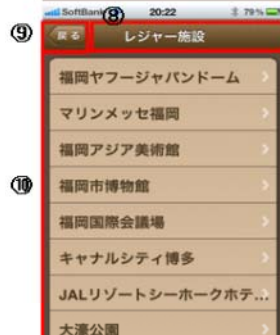 ⑧
SoftBank 20:22 79%
⑨
戻る レジャー施設
福岡ヤフージャパンドーム
マリンメッセ福岡
福岡アジア美術館
⑩
福岡市博物館
福岡国際会議場
キャナルシティ博多
JALリゾートシーホークホテ...
大濠公園